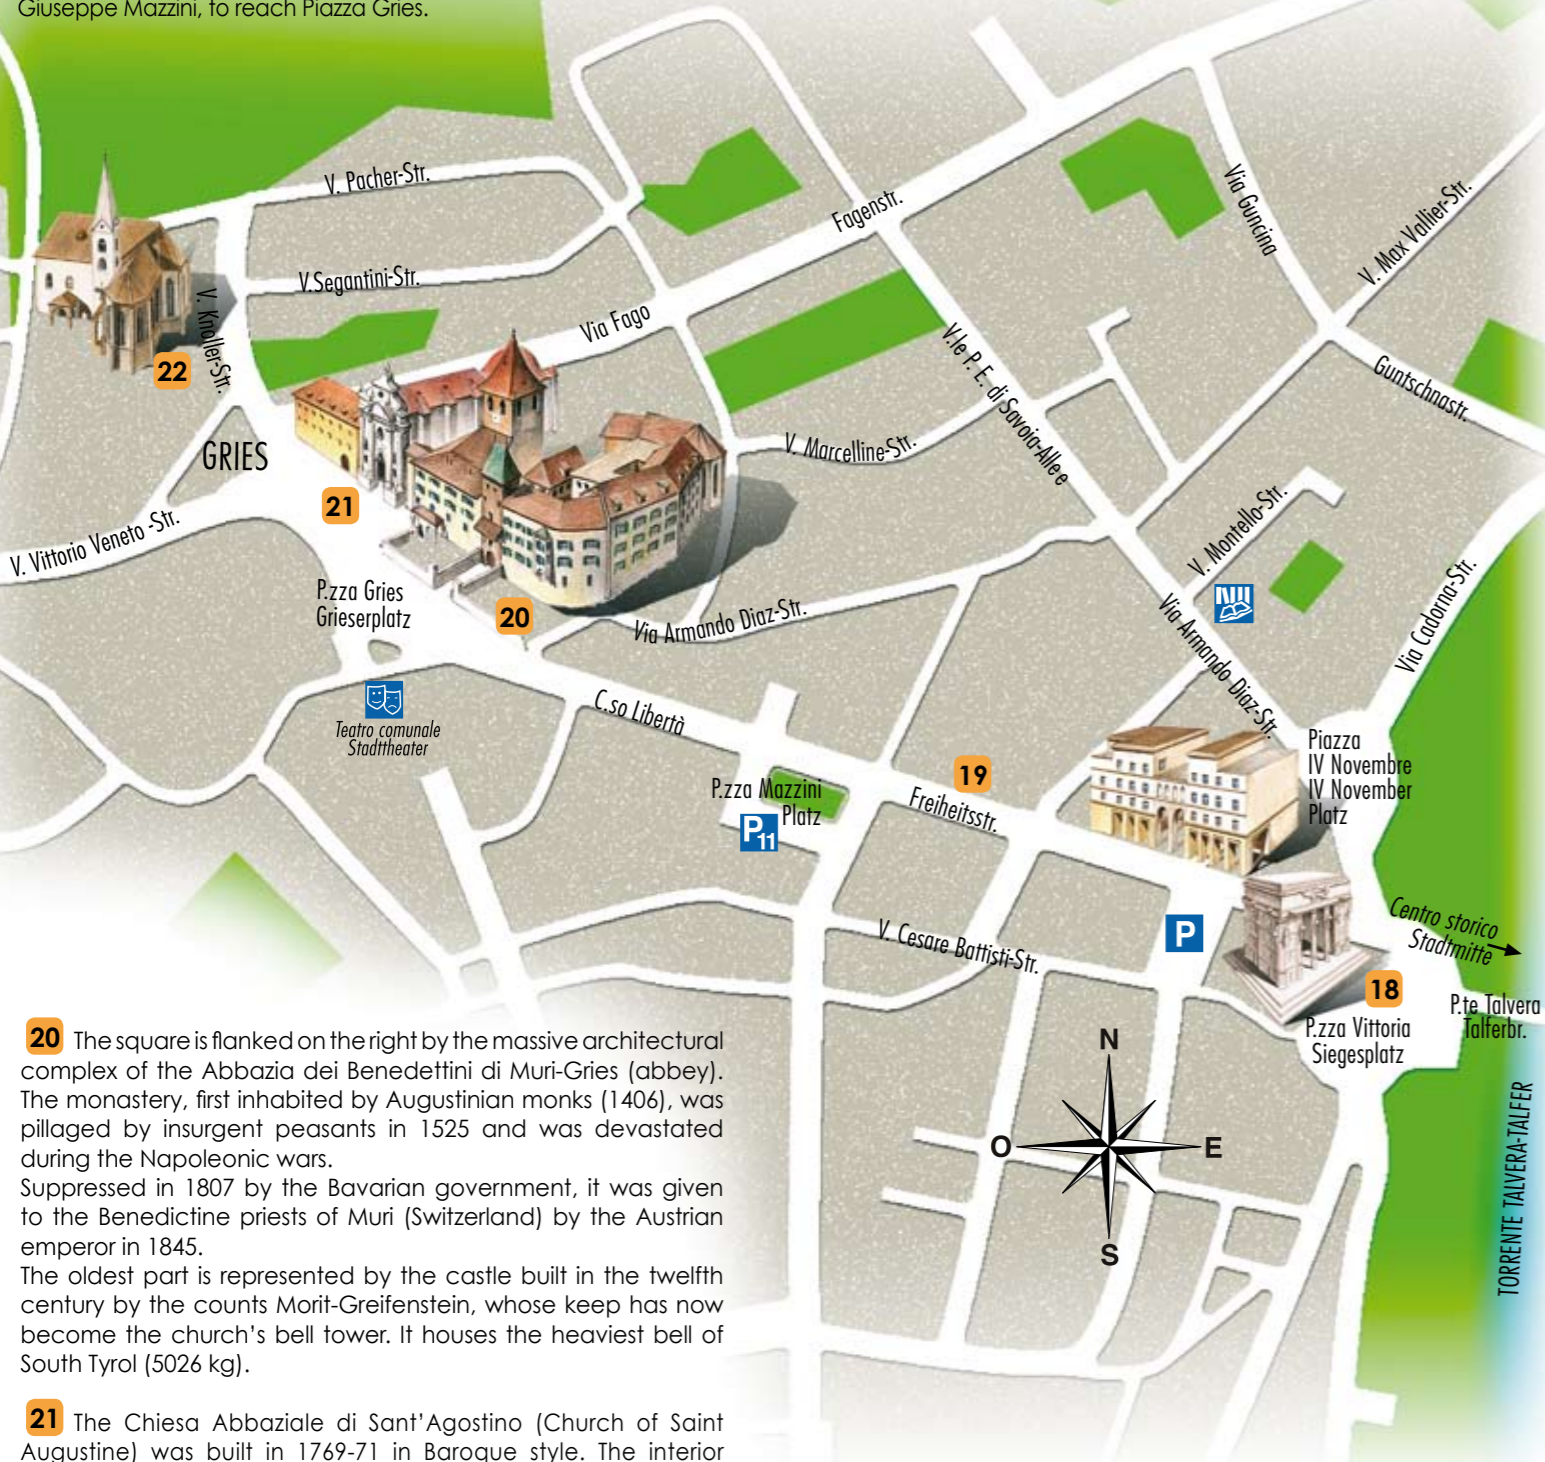 Giuseppe Mazzini, to reach Piazza Gries.
V. Pacher-Str.
Fagenstr.
Via Guncina
V. Max Vallier-Str.
V.Segantini-Str.
V. Knoller-Str.
Via Fago
V.le P. E. di Savoia-Allee
Guntschnastr.
22
GRIES
V. Marcelline-Str.
21
V. Montello-Str.
V. Vittorio Veneto -Str.
P.zza Gries
Grieserplatz
20
Via Armando Diaz-Str.
Via Armando Diaz-Str.
Via Cadorna-Str.
Teatro comunale
Stadttheater
C.so Libertà
19
Piazza
IV Novembre
IV November
Platz
P.zza Mazzini
Platz
P11
Freiheitsstr.
V. Cesare Battisti-Str.
P
Centro storico
Stadtmitte
18
P.zza Vittoria
Siegesplatz
P.te Talvera
Talferbr.
TORRENTE TALVERA-TALFER
N
O
E
S
20 The square is flanked on the right by the massive architectural
complex of the Abbazia dei Benedettini di Muri-Gries (abbey).
The monastery, first inhabited by Augustinian monks (1406), was
pillaged by insurgent peasants in 1525 and was devastated
during the Napoleonic wars.
Suppressed in 1807 by the Bavarian government, it was given
to the Benedictine priests of Muri (Switzerland) by the Austrian
emperor in 1845.
The oldest part is represented by the castle built in the twelfth
century by the counts Morit-Greifenstein, whose keep has now
become the church's bell tower. It houses the heaviest bell of
South Tyrol (5026 kg).
21 The Chiesa Abbaziale di Sant'Agostino (Church of Saint
Augustine) was built in 1769-71 in Baroque style. The interior